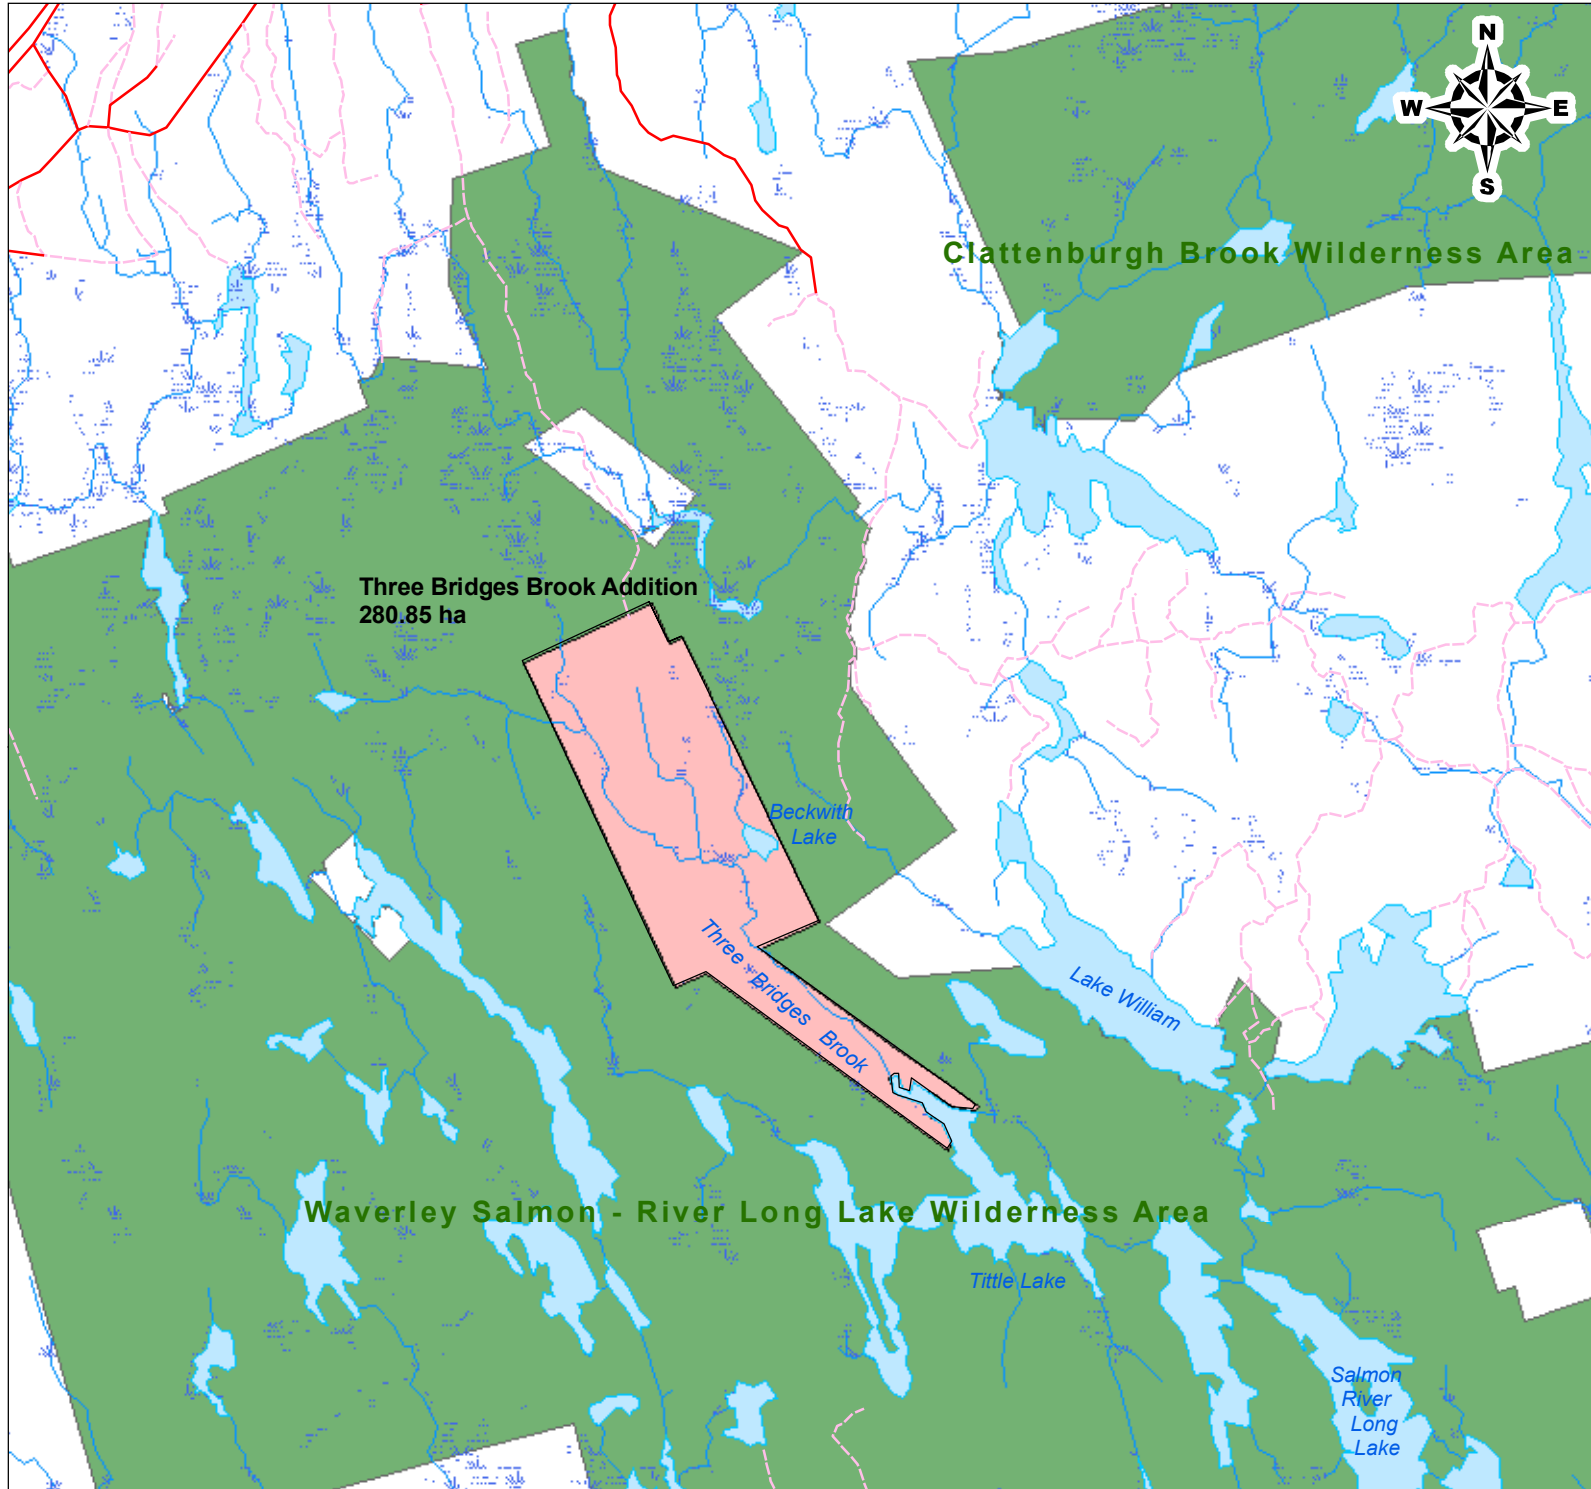 N
W E
S
Clattenburgh Brook Wilderness Area
Three Bridges Brook Addition
280.85 ha
Beckwith
Lake
Three Bridges Brook
Lake William
Waverley Salmon - River Long Lake Wilderness Area
Tittle Lake
Salmon
River
Long
Lake